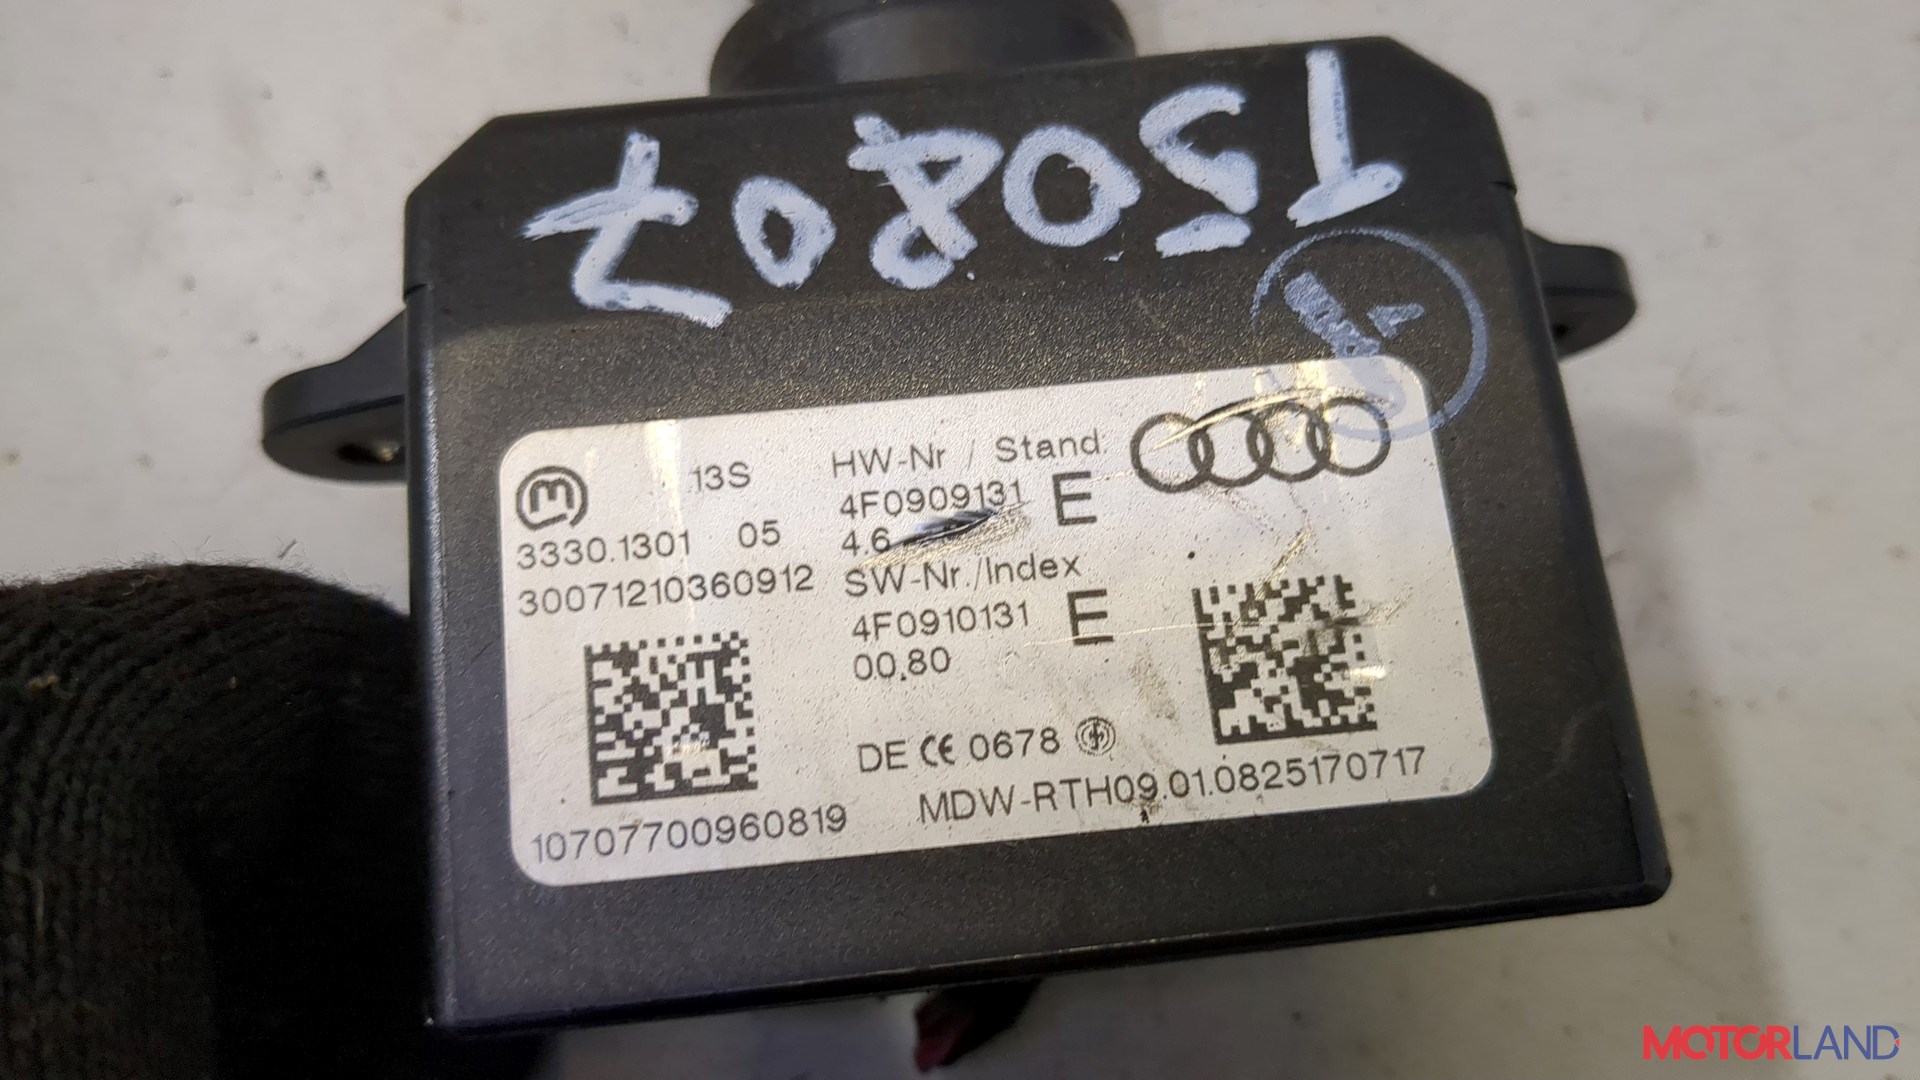 T50807
13S
3330.1301 05
30071210360912
HW-Nr / Stand.
4F0909131 E
4.6
SW-Nr./Index
4F0910131 E
00.80
DE CE 0678
10707700960819
MDW-RTH09.01.0825170717
MOTORLAND